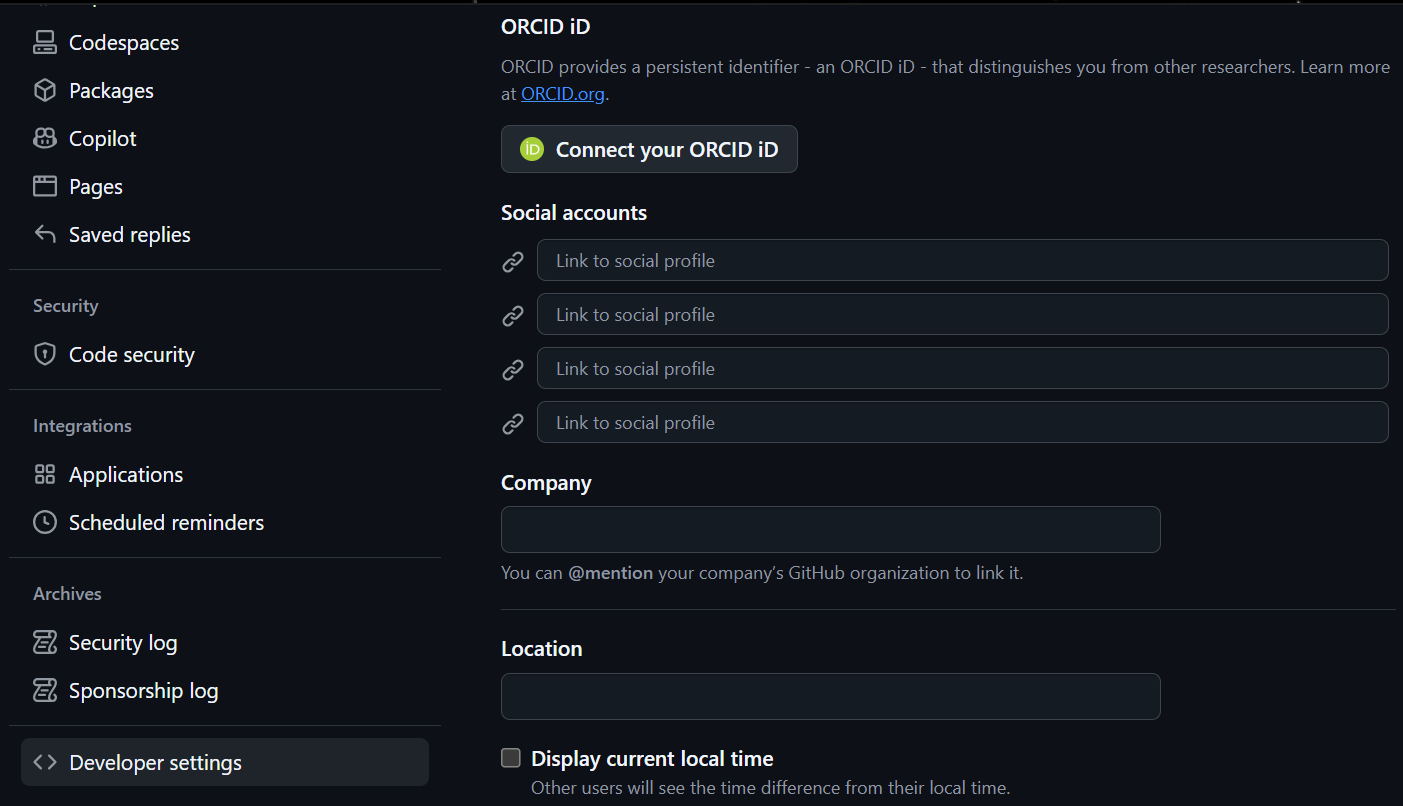 Codespaces
Packages
Copilot
Pages
Saved replies
Security
Code security
Integrations
Applications
Scheduled reminders
Archives
Security log
Sponsorship log
Developer settings
ORCID iD
ORCID provides a persistent identifier - an ORCID iD - that distinguishes you from other researchers. Learn more
at ORCID.org.
iD Connect your ORCID iD
Social accounts
Link to social profile
Link to social profile
Link to social profile
Link to social profile
Company
You can @mention your company’s GitHub organization to link it.
Location
Display current local time
Other users will see the time difference from their local time.